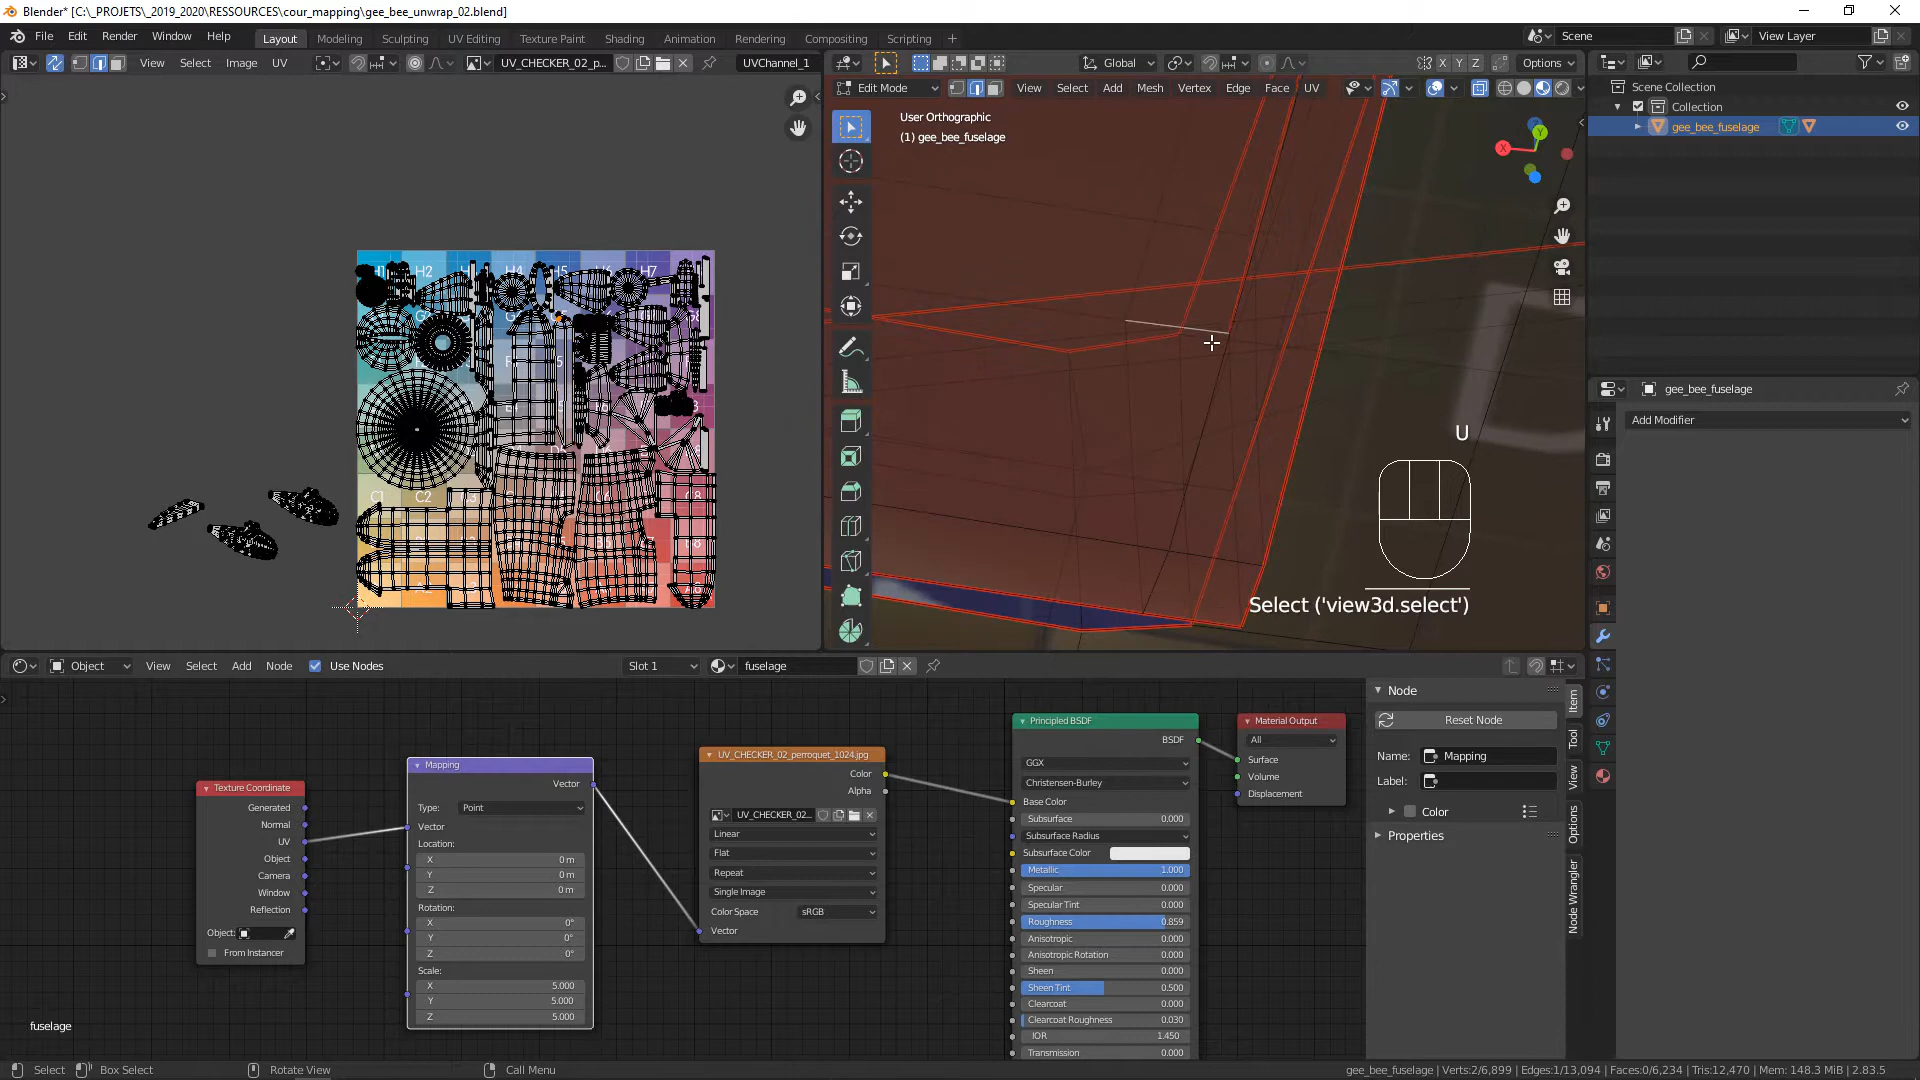 Blender* [C:\_PROJETS\_2019_2020\RESSOURCES\cour_mapping\gee_bee_unwrap_02.blend]
File Edit Render Window Help Layout Modeling Sculpting UV Editing Texture Paint Shading Animation Rendering Compositing Scripting Scene View Layer
View Select Image UV UV_CHECKER_02_p... UVChannel_1 Global X Y Z Options
Edit Mode View Select Add Mesh Vertex Edge Face UV
Scene Collection
Collection
gee_bee_fuselage
User Orthographic
(1) gee_bee_fuselage
X Y
H2 H4 H7
C1 C2
A2
U
Select ('view3d.select')
gee_bee_fuselage
Add Modifier
Object View Select Add Node Use Nodes Slot 1 fuselage
Texture Coordinate
Generated
Normal
UV
Object
Camera
Window
Reflection
Object:
From Instancer
Mapping
Vector
Type: Point
Vector
Location:
X 0 m
Y 0 m
Z 0 m
Rotation:
X 0°
Y 0°
Z 0°
Scale:
X 5.000
Y 5.000
Z 5.000
UV_CHECKER_02_perroquet_1024.jpg
Color
Alpha
UV_CHECKER_02...
Linear
Flat
Repeat
Single Image
Color Space sRGB
Vector
Principled BSDF
BSDF
GGX
Christensen-Burley
Base Color
Subsurface 0.000
Subsurface Radius
Subsurface Color
Metallic 1.000
Specular 0.000
Specular Tint 0.000
Roughness 0.859
Anisotropic 0.000
Anisotropic Rotation 0.000
Sheen 0.000
Sheen Tint 0.500
Clearcoat 0.000
Clearcoat Roughness 0.030
IOR 1.450
Transmission 0.000
Material Output
All
Surface
Volume
Displacement
Node
Reset Node
Name: Mapping
Label:
Color
Properties
Item
Tool
View
Options
Node Wrangler
fuselage
Select Box Select Rotate View Call Menu gee_bee_fuselage | Verts:2/6,899 | Edges:1/13,094 | Faces:0/6,234 | Tris:12,470 | Mem: 148.3 MiB | 2.83.5